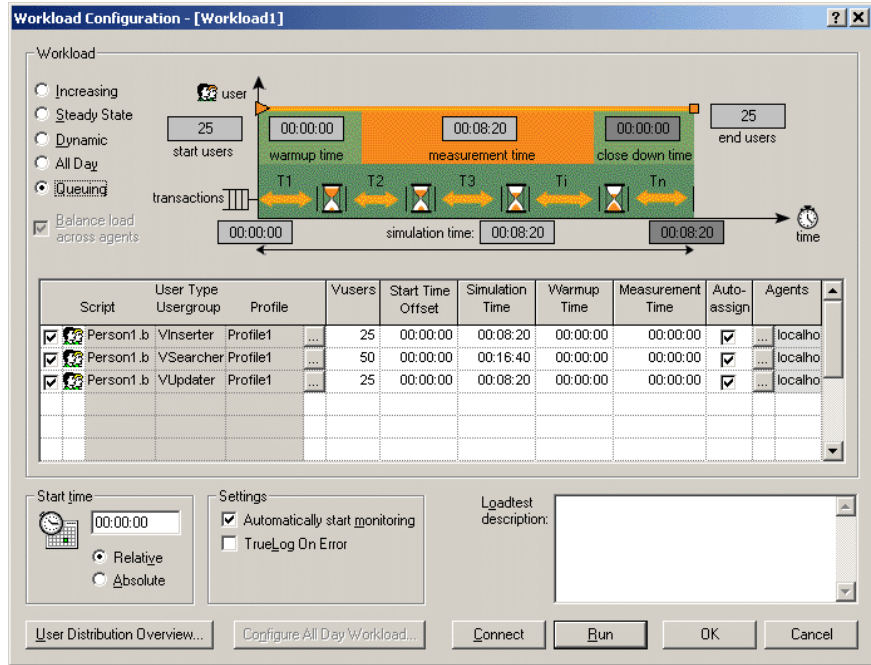 Workload Configuration - [Workload1]
Workload
Increasing
Steady State
Dynamic
All Day
Queuing
Balance load
across agents
user
25
start users
00:00:00
warmup time
00:08:20
measurement time
00:00:00
close down time
25
end users
transactions
T1
T2
T3
Ti
Tn
00:00:00
simulation time:
00:08:20
00:08:20
time
Script
User Type
Usergroup
Profile
Vusers
Start Time
Offset
Simulation
Time
Warmup
Time
Measurement
Time
Auto-
assign
Agents
Person1.b VInserter Profile1 ... 25 00:00:00 00:08:20 00:00:00 00:00:00 ... localho
Person1.b VSearcher Profile1 ... 50 00:00:00 00:16:40 00:00:00 00:00:00 ... localho
Person1.b VUpdater Profile1 ... 25 00:00:00 00:08:20 00:00:00 00:00:00 ... localho
Start time
00:00:00
Relative
Absolute
Settings
Automatically start monitoring
TrueLog On Error
Loadtest
description:
User Distribution Overview...
Configure All Day Workload...
Connect
Run
OK
Cancel